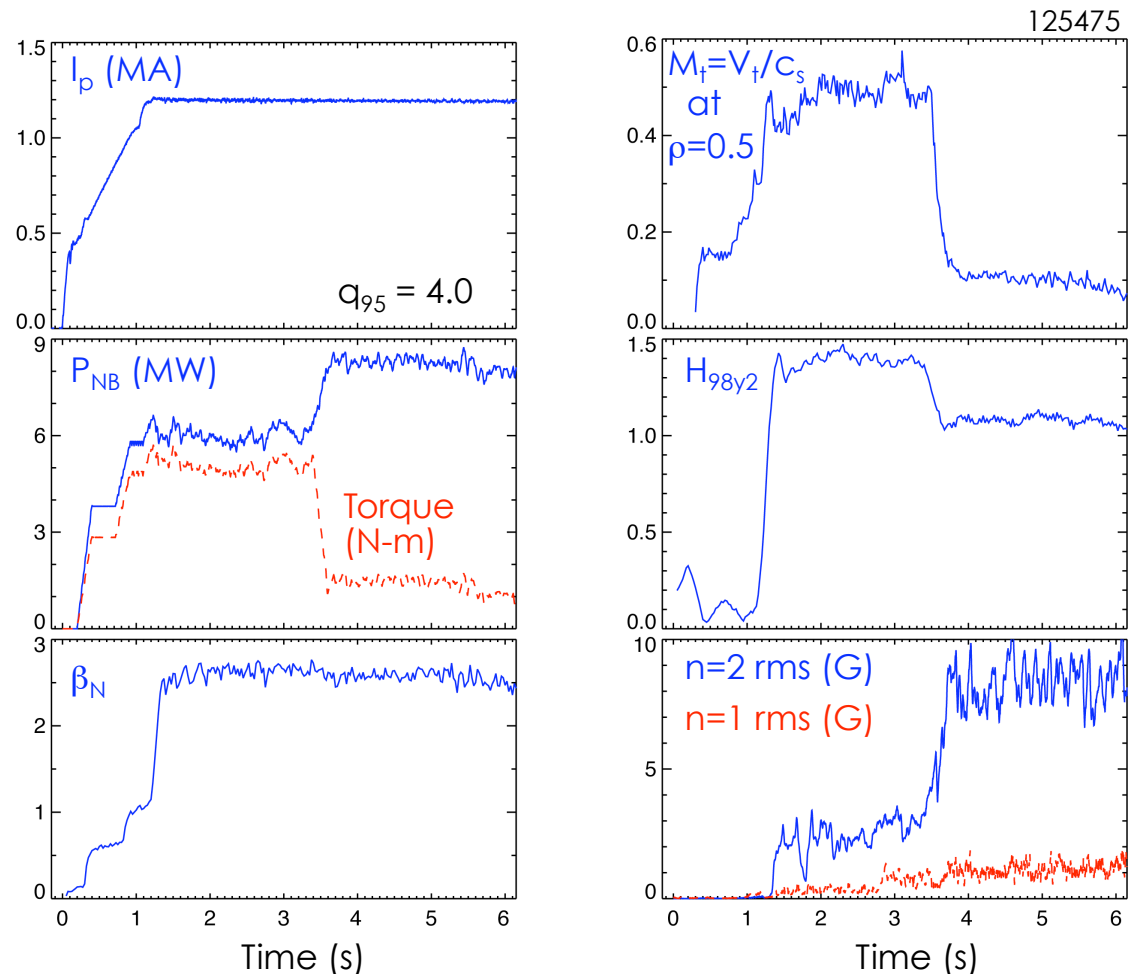 125475
1.5
1.0
0.5
0.0
I_p (MA)
q_95 = 4.0
9
6
3
0
P_NB (MW)
Torque
(N-m)
3
2
1
0
β_N
0 1 2 3 4 5 6
Time (s)
0.6
0.4
0.2
0.0
M_t=V_t/c_s
at
ρ=0.5
1.5
1.0
0.5
0.0
H_98y2
10
5
0
n=2 rms (G)
n=1 rms (G)
0 1 2 3 4 5 6
Time (s)